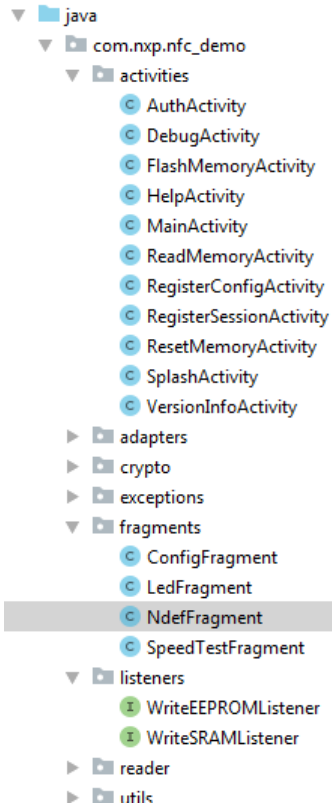 java
com.nxp.nfc_demo
activities
C AuthActivity
C DebugActivity
C FlashMemoryActivity
C HelpActivity
C MainActivity
C ReadMemoryActivity
C RegisterConfigActivity
C RegisterSessionActivity
C ResetMemoryActivity
C SplashActivity
C VersionInfoActivity
adapters
crypto
exceptions
fragments
C ConfigFragment
C LedFragment
C NdefFragment
C SpeedTestFragment
listeners
I WriteEEPROMListener
I WriteSRAMListener
reader
utils